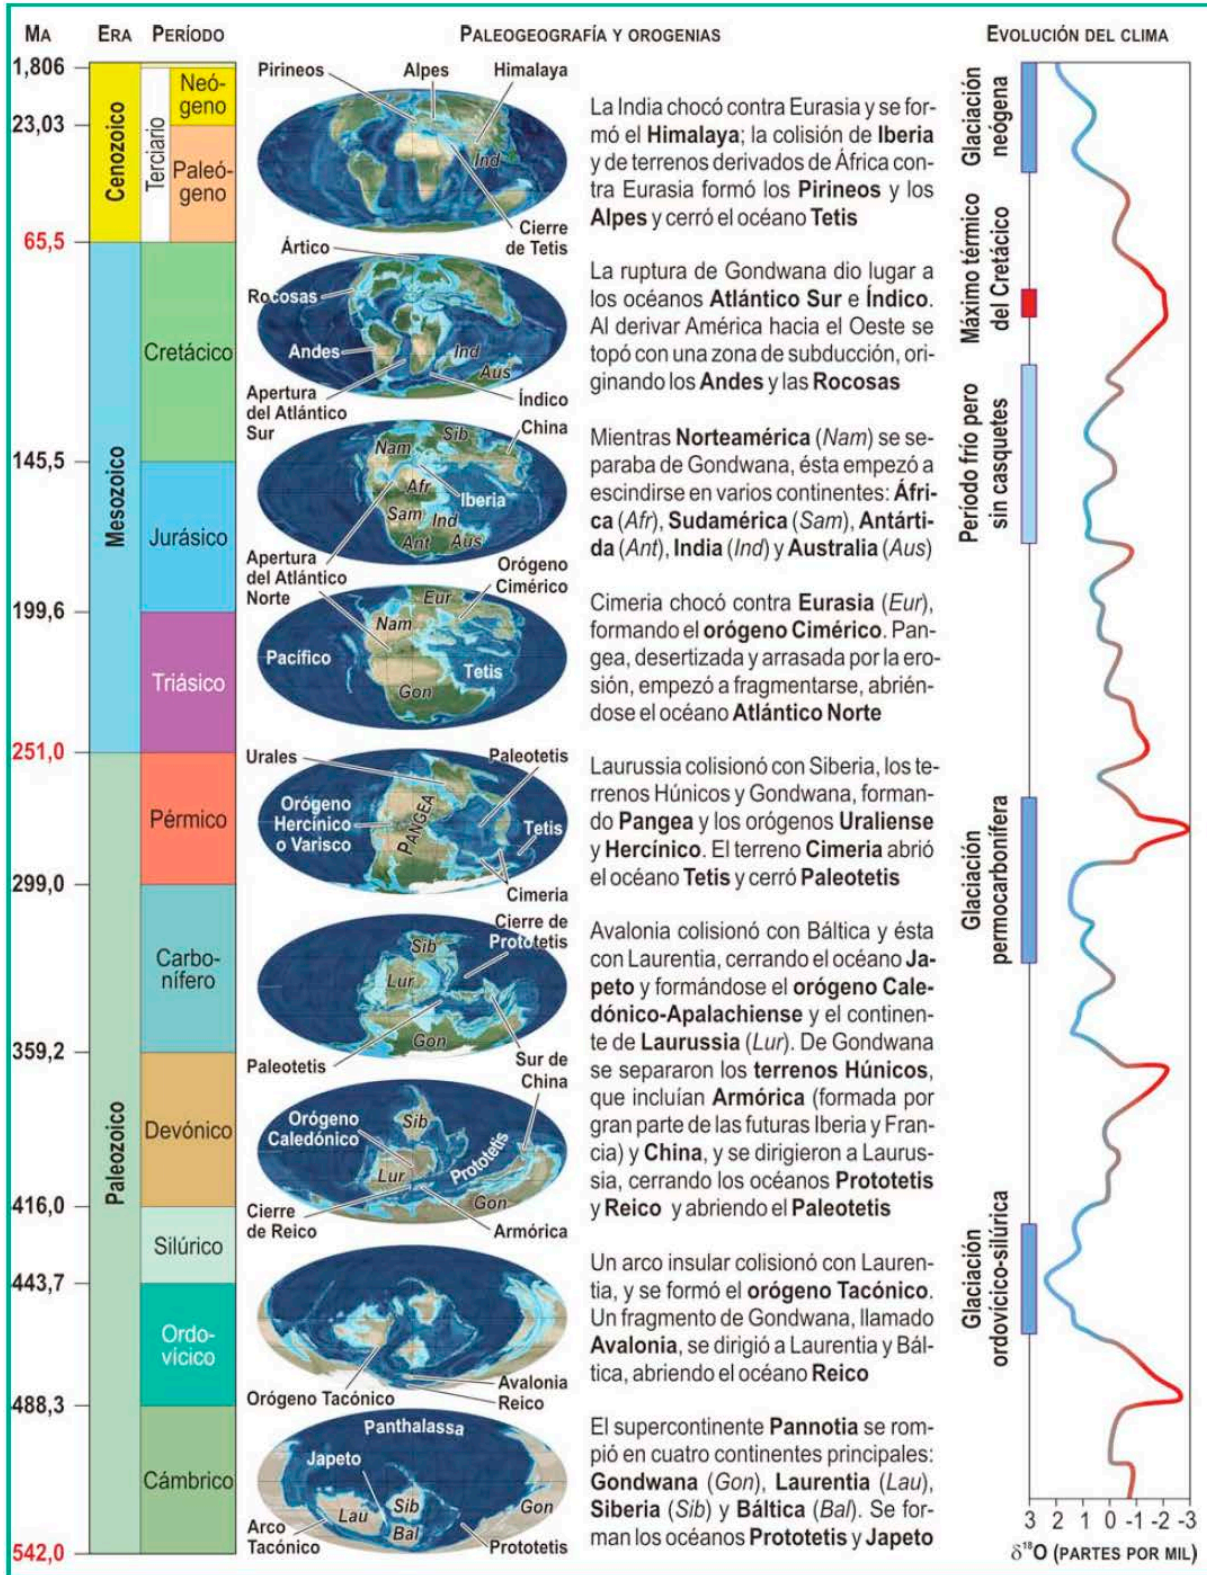 MA ERA PERÍODO PALEOGEOGRAFÍA Y OROGENIAS EVOLUCIÓN DEL CLIMA
1,806
23,03
65,5
145,5
199,6
251,0
299,0
359,2
416,0
443,7
488,3
542,0
Cenozoico
Mesozoico
Paleozoico
Terciario
Neó-
geno
Paleó-
geno
Cretácico
Jurásico
Triásico
Pérmico
Carbo-
nífero
Devónico
Silúrico
Ordo-
vícico
Cámbrico
Pirineos
Alpes
Himalaya
Ind
Cierre
de Tetis
La India chocó contra Eurasia y se for-
mó el Himalaya; la colisión de Iberia
y de terrenos derivados de África con-
tra Eurasia formó los Pirineos y los
Alpes y cerró el océano Tetis
Ártico
Rocosas
Andes
Ind
Aus
Apertura
del Atlántico
Sur
Índico
La ruptura de Gondwana dio lugar a
los océanos Atlántico Sur e Índico.
Al derivar América hacia el Oeste se
topó con una zona de subducción, ori-
ginando los Andes y las Rocosas
China
Sib
Nam
Iberia
Afr
Sam
Ind
Ant
Aus
Apertura
del Atlántico
Norte
Mientras Norteamérica (Nam) se se-
paraba de Gondwana, ésta empezó a
escindirse en varios continentes: Áfri-
ca (Afr), Sudamérica (Sam), Antárti-
da (Ant), India (Ind) y Australia (Aus)
Orógeno
Cimérico
Eur
Nam
Pacífico
Tetis
Gon
Cimeria chocó contra Eurasia (Eur),
formando el orógeno Cimérico. Pan-
gea, desertizada y arrasada por la ero-
sión, empezó a fragmentarse, abrién-
dose el océano Atlántico Norte
Urales
Paleotetis
Orógeno
Hercínico
o Varisco
PANGEA
Tetis
Cimeria
Laurussia colisionó con Siberia, los te-
rrenos Húnicos y Gondwana, forman-
do Pangea y los orógenos Uraliense
y Hercínico. El terreno Cimeria abrió
el océano Tetis y cerró Paleotetis
Cierre de
Prototetis
Sib
Lur
Gon
Paleotetis
Sur de
China
Orógeno
Caledónico
Sib
Prototetis
Lur
Gon
Cierre
de Reico
Armórica
Avalonia colisionó con Báltica y ésta
con Laurentia, cerrando el océano Ja-
peto y formándose el orógeno Cale-
dónico-Apalachiense y el continen-
te de Laurussia (Lur). De Gondwana
se separaron los terrenos Húnicos,
que incluían Armórica (formada por
gran parte de las futuras Iberia y Fran-
cia) y China, y se dirigieron a Laurus-
sia, cerrando los océanos Prototetis
y Reico y abriendo el Paleotetis
Orógeno Tacónico
Avalonia
Reico
Un arco insular colisionó con Lauren-
tia, y se formó el orógeno Tacónico.
Un fragmento de Gondwana, llamado
Avalonia, se dirigió a Laurentia y Bál-
tica, abriendo el océano Reico
Panthalassa
Japeto
Lau
Sib
Bal
Gon
Arco
Tacónico
Prototetis
El supercontinente Pannotia se rom-
pió en cuatro continentes principales:
Gondwana (Gon), Laurentia (Lau),
Siberia (Sib) y Báltica (Bal). Se for-
man los océanos Prototetis y Japeto
Glaciación
neógena
Máximo térmico
del Cretácico
Período frío pero
sin casquetes
Glaciación
permocarbonífera
Glaciación
ordovícico-silúrica
3 2 1 0 -1 -2 -3
δ¹⁸O (PARTES POR MIL)